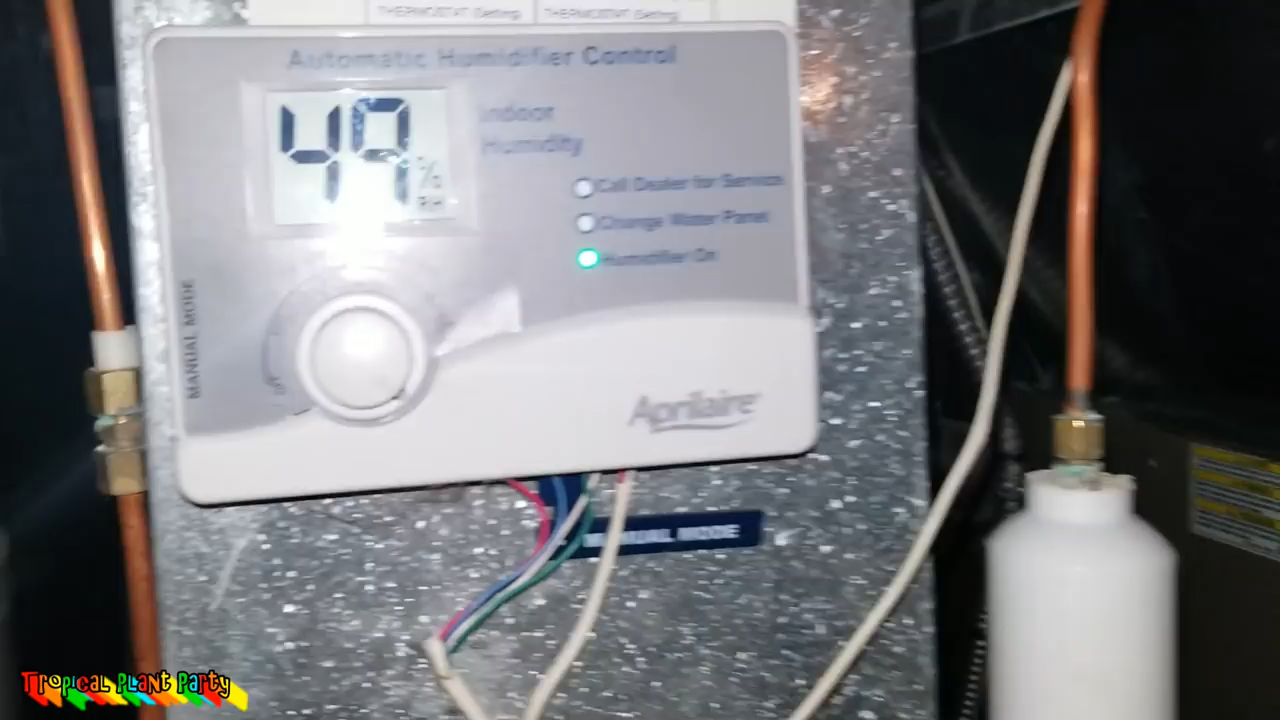 THERMOSTAT Setting THERMOSTAT Setting
Automatic Humidifier Control
49 % RH
Indoor
Humidity
Call Dealer for Service
Change Water Panel
Humidifier On
MANUAL MODE
Aprilaire
MANUAL MODE
Tropical Plant Party